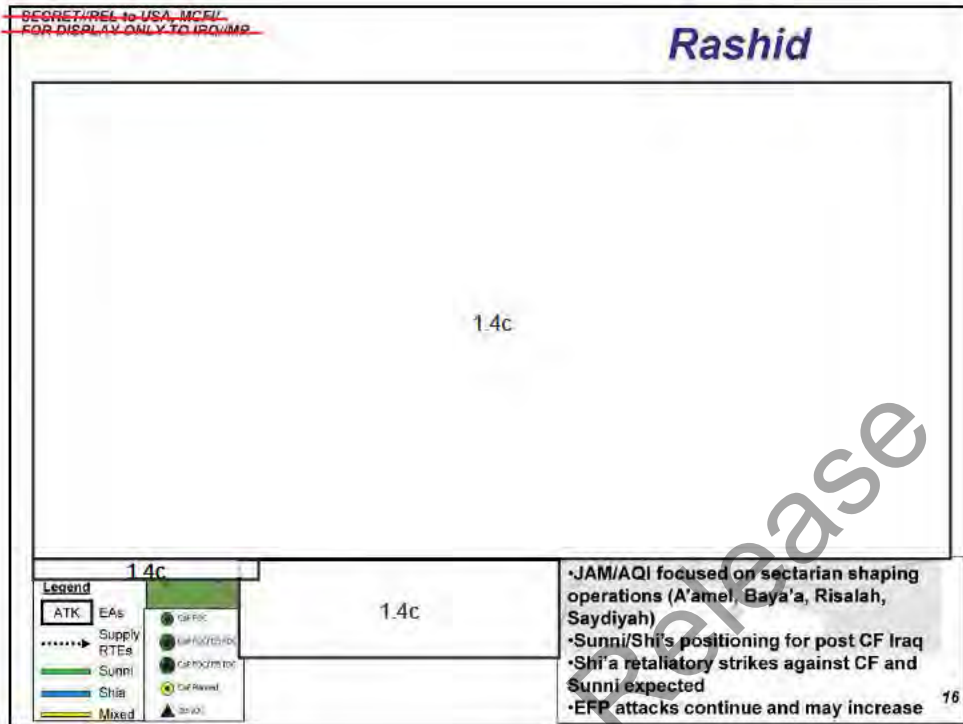 SECRET//REL to USA, MCFI//
FOR DISPLAY ONLY TO IRQ//MR
Rashid
1.4c
1.4c
1.4c
Legend
ATK EAs
Supply
RTEs
Sunni
Shia
Mixed
•JAM/AQI focused on sectarian shaping
operations (A'amel, Baya'a, Risalah,
Saydiyah)
•Sunni/Shi's positioning for post CF Iraq
•Shi'a retaliatory strikes against CF and
Sunni expected
•EFP attacks continue and may increase
16
Release